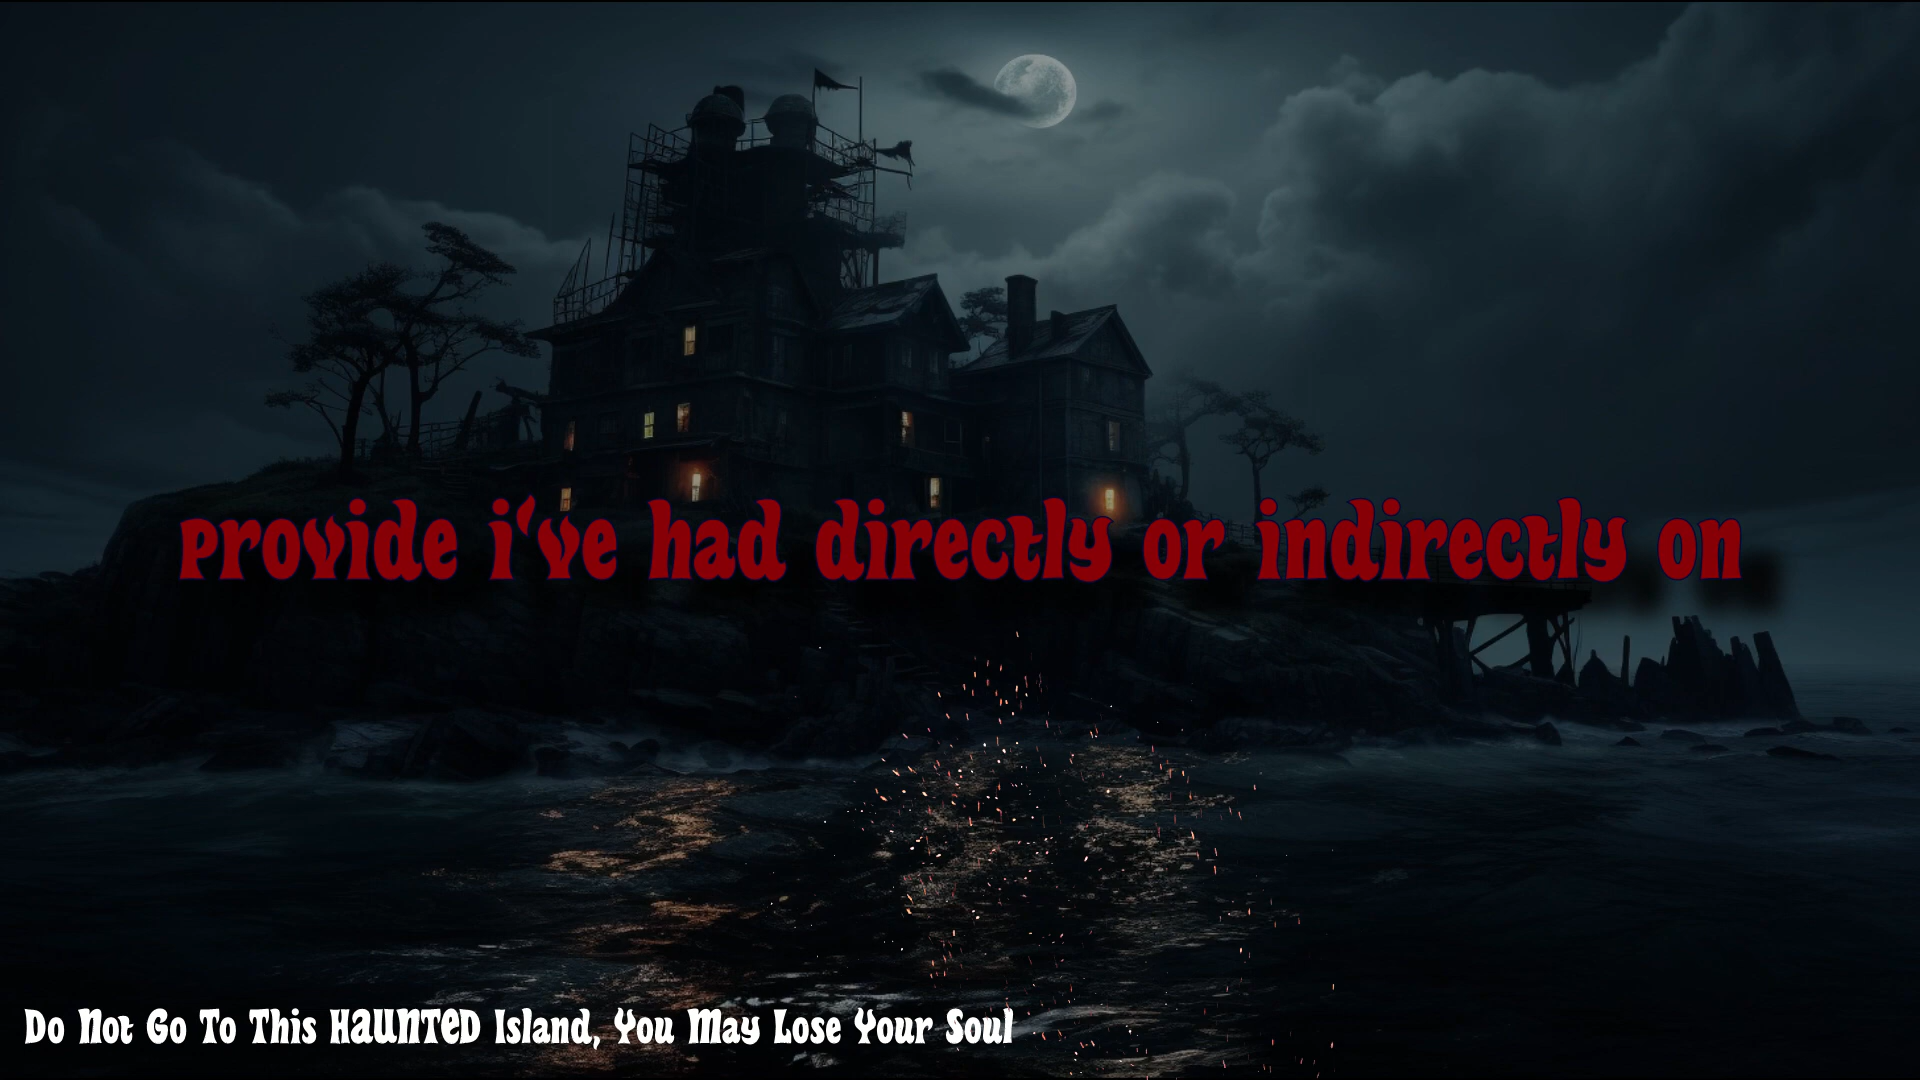 provide i've had directly or indirectly on
Do Not Go To This HAUNTED Island, You May Lose Your Soul